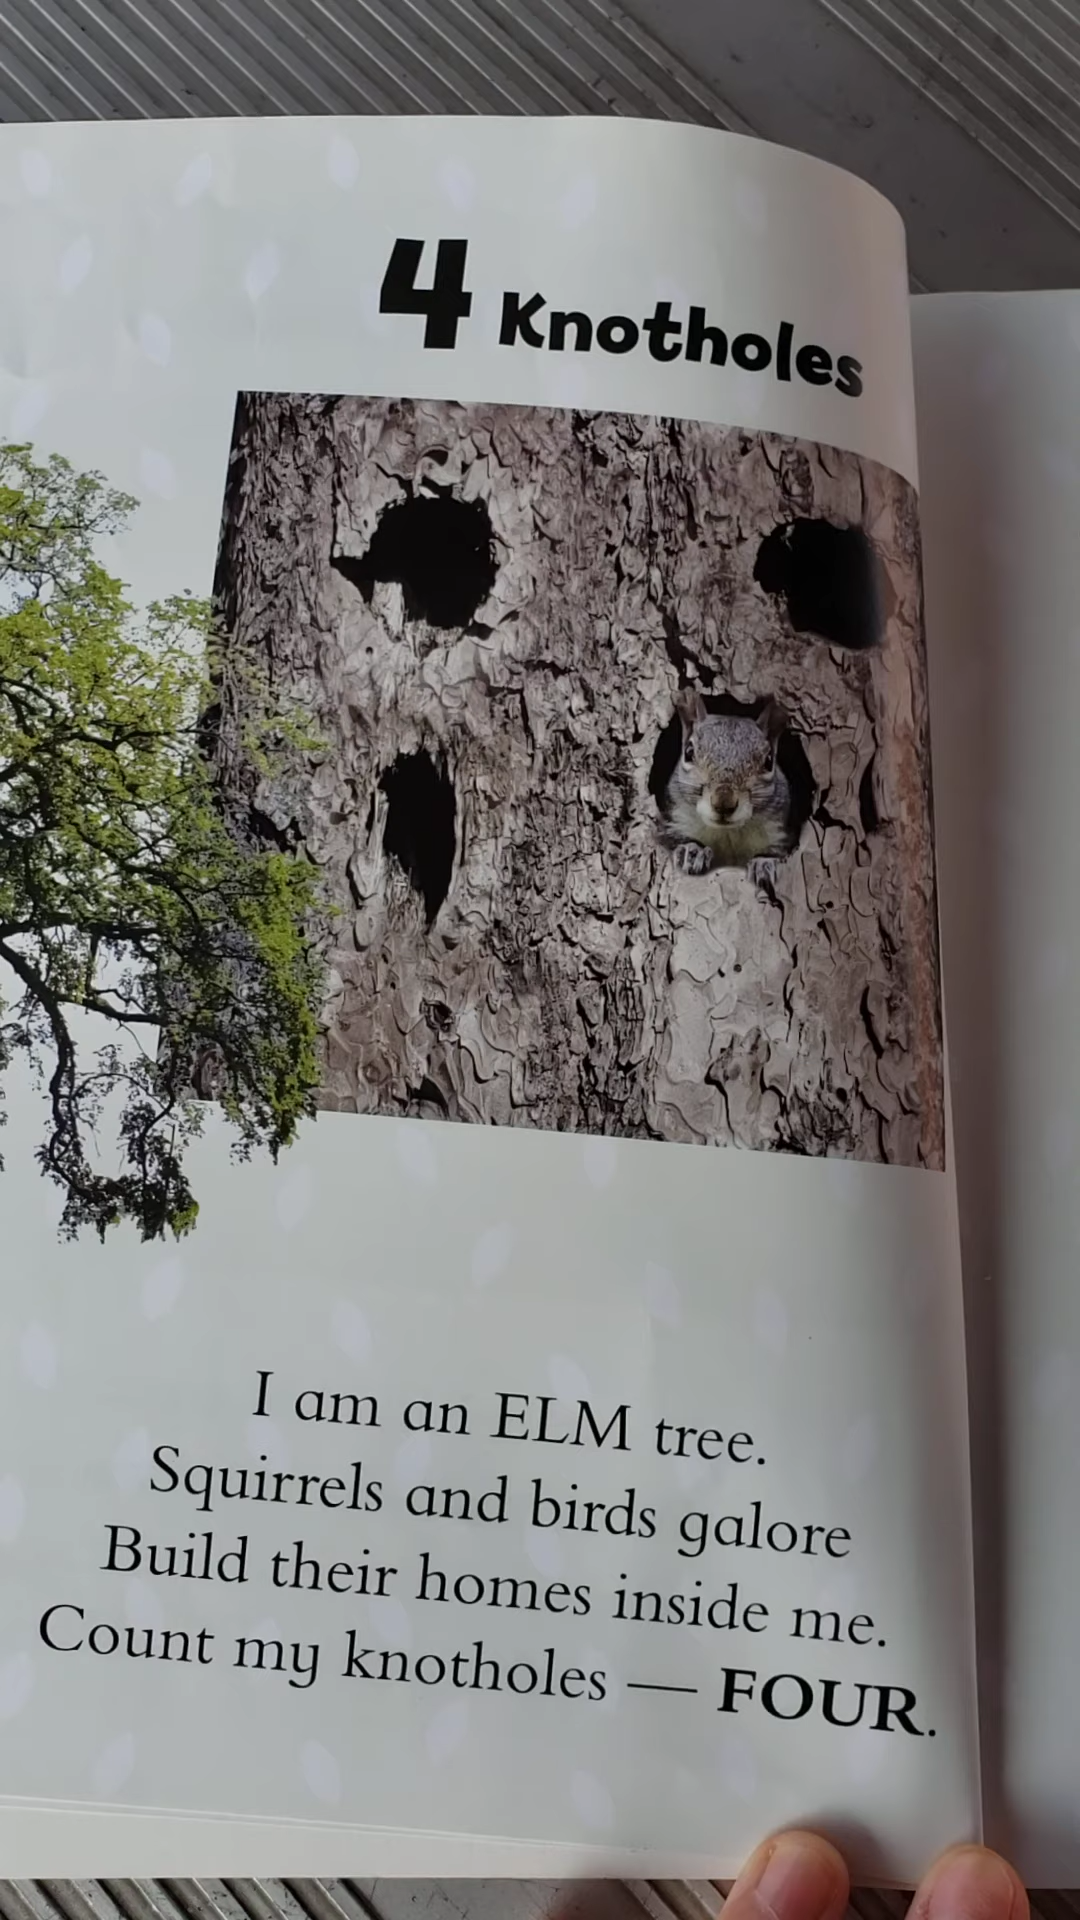 4 Knotholes
I am an ELM tree.
Squirrels and birds galore
Build their homes inside me.
Count my knotholes — FOUR.